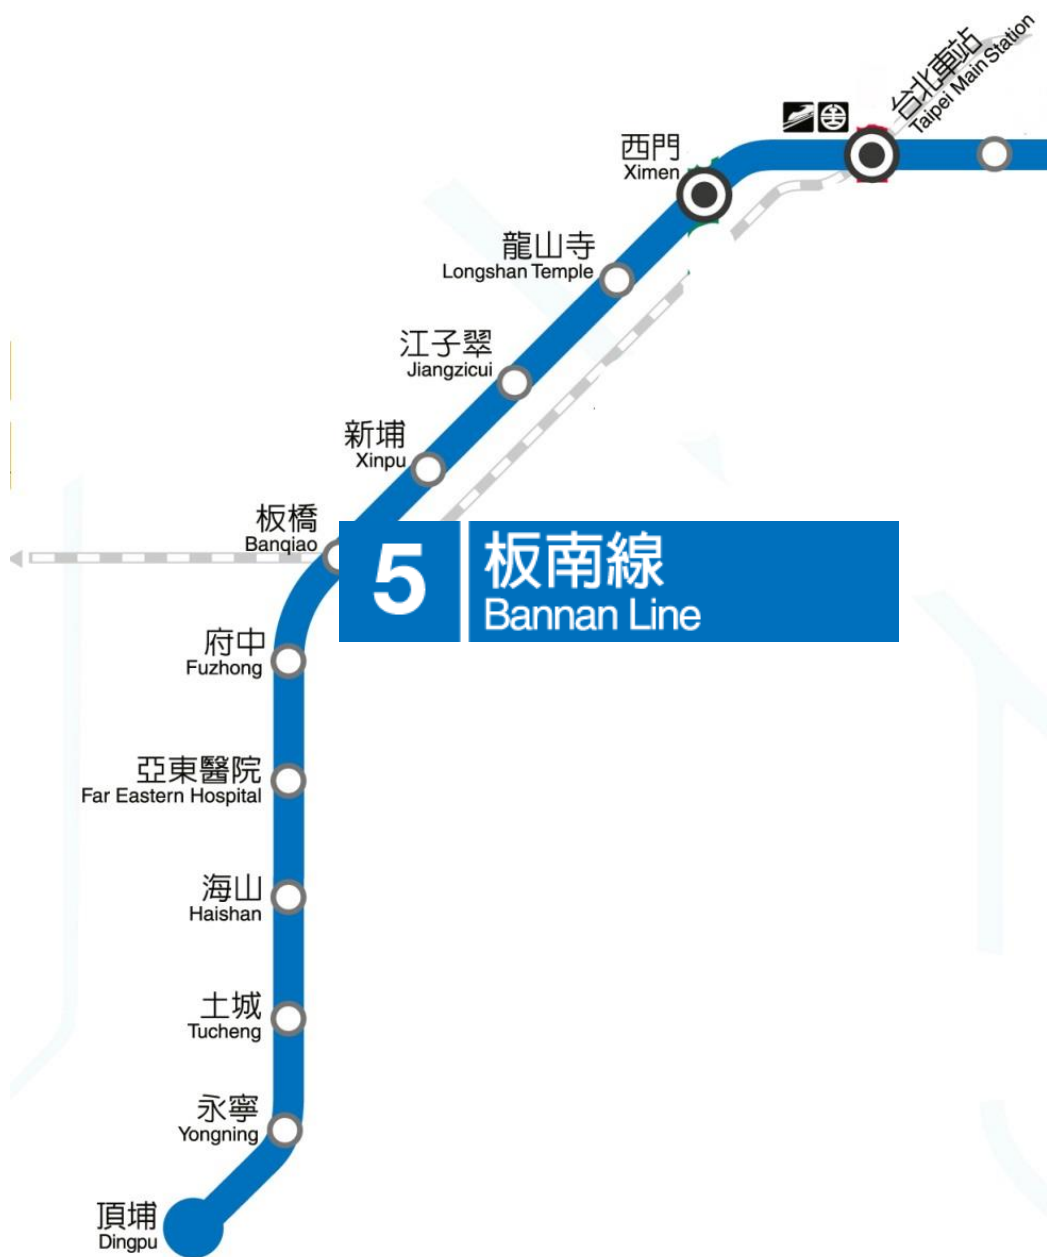 台北車站
Taipei Main Station
西門
Ximen
龍山寺
Longshan Temple
江子翠
Jiangzicui
新埔
Xinpu
板橋
Banqiao
5
板南線
Bannan Line
府中
Fuzhong
亞東醫院
Far Eastern Hospital
海山
Haishan
土城
Tucheng
永寧
Yongning
頂埔
Dingpu